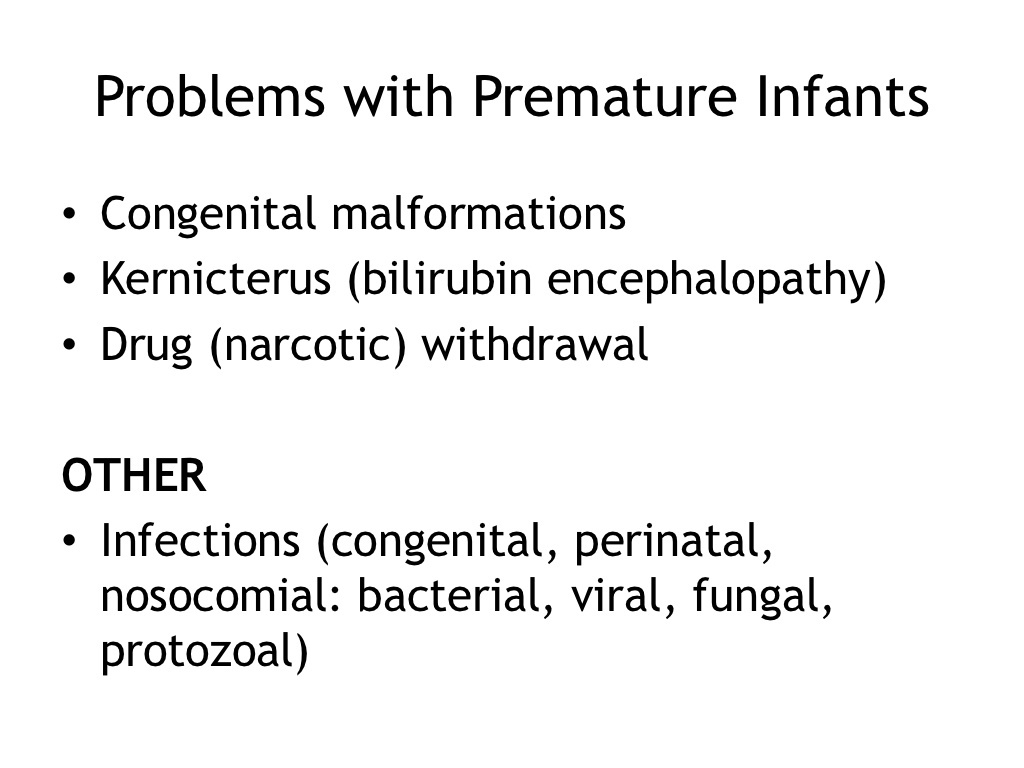 Problems with Premature Infants
• Congenital malformations
• Kernicterus (bilirubin encephalopathy)
• Drug (narcotic) withdrawal
OTHER
• Infections (congenital, perinatal,
nosocomial: bacterial, viral, fungal,
protozoal)